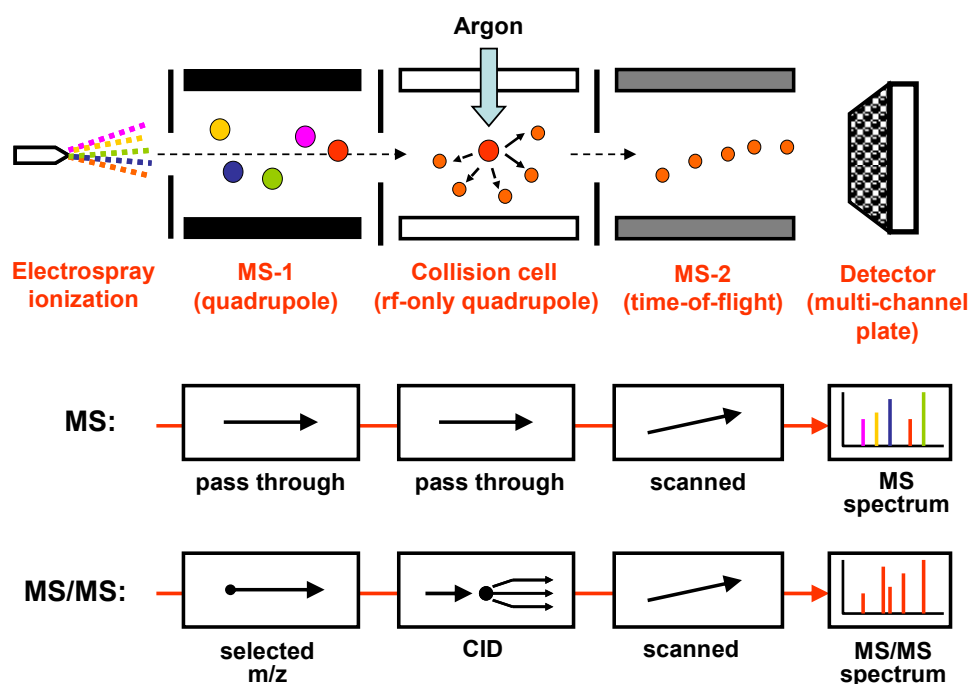 Argon
Electrospray
ionization
MS-1
(quadrupole)
Collision cell
(rf-only quadrupole)
MS-2
(time-of-flight)
Detector
(multi-channel
plate)
MS:
pass through
pass through
scanned
MS
spectrum
MS/MS:
selected
m/z
CID
scanned
MS/MS
spectrum